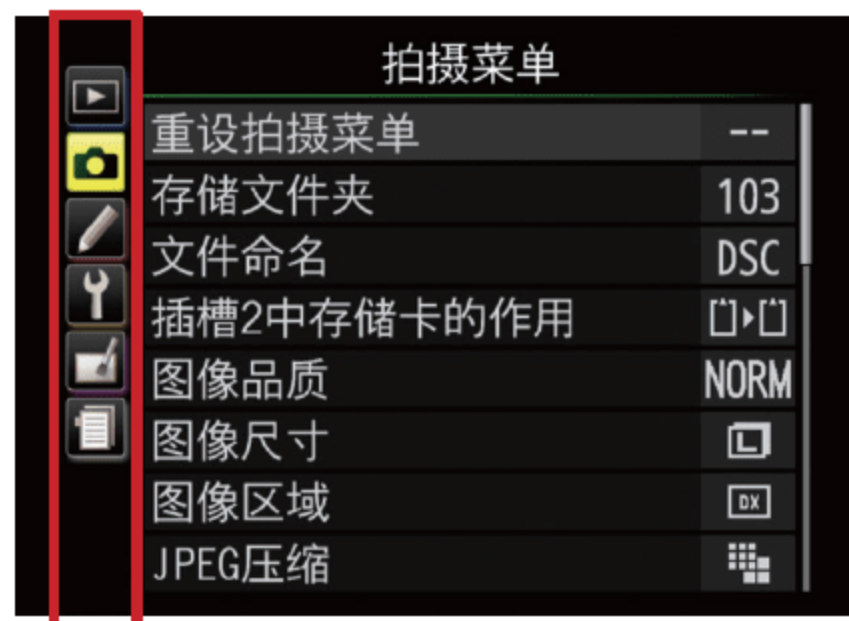 拍摄菜单
重设拍摄菜单 --
存储文件夹 103
文件命名 DSC
插槽2中存储卡的作用
图像品质 NORM
图像尺寸 L
图像区域 DX
JPEG压缩